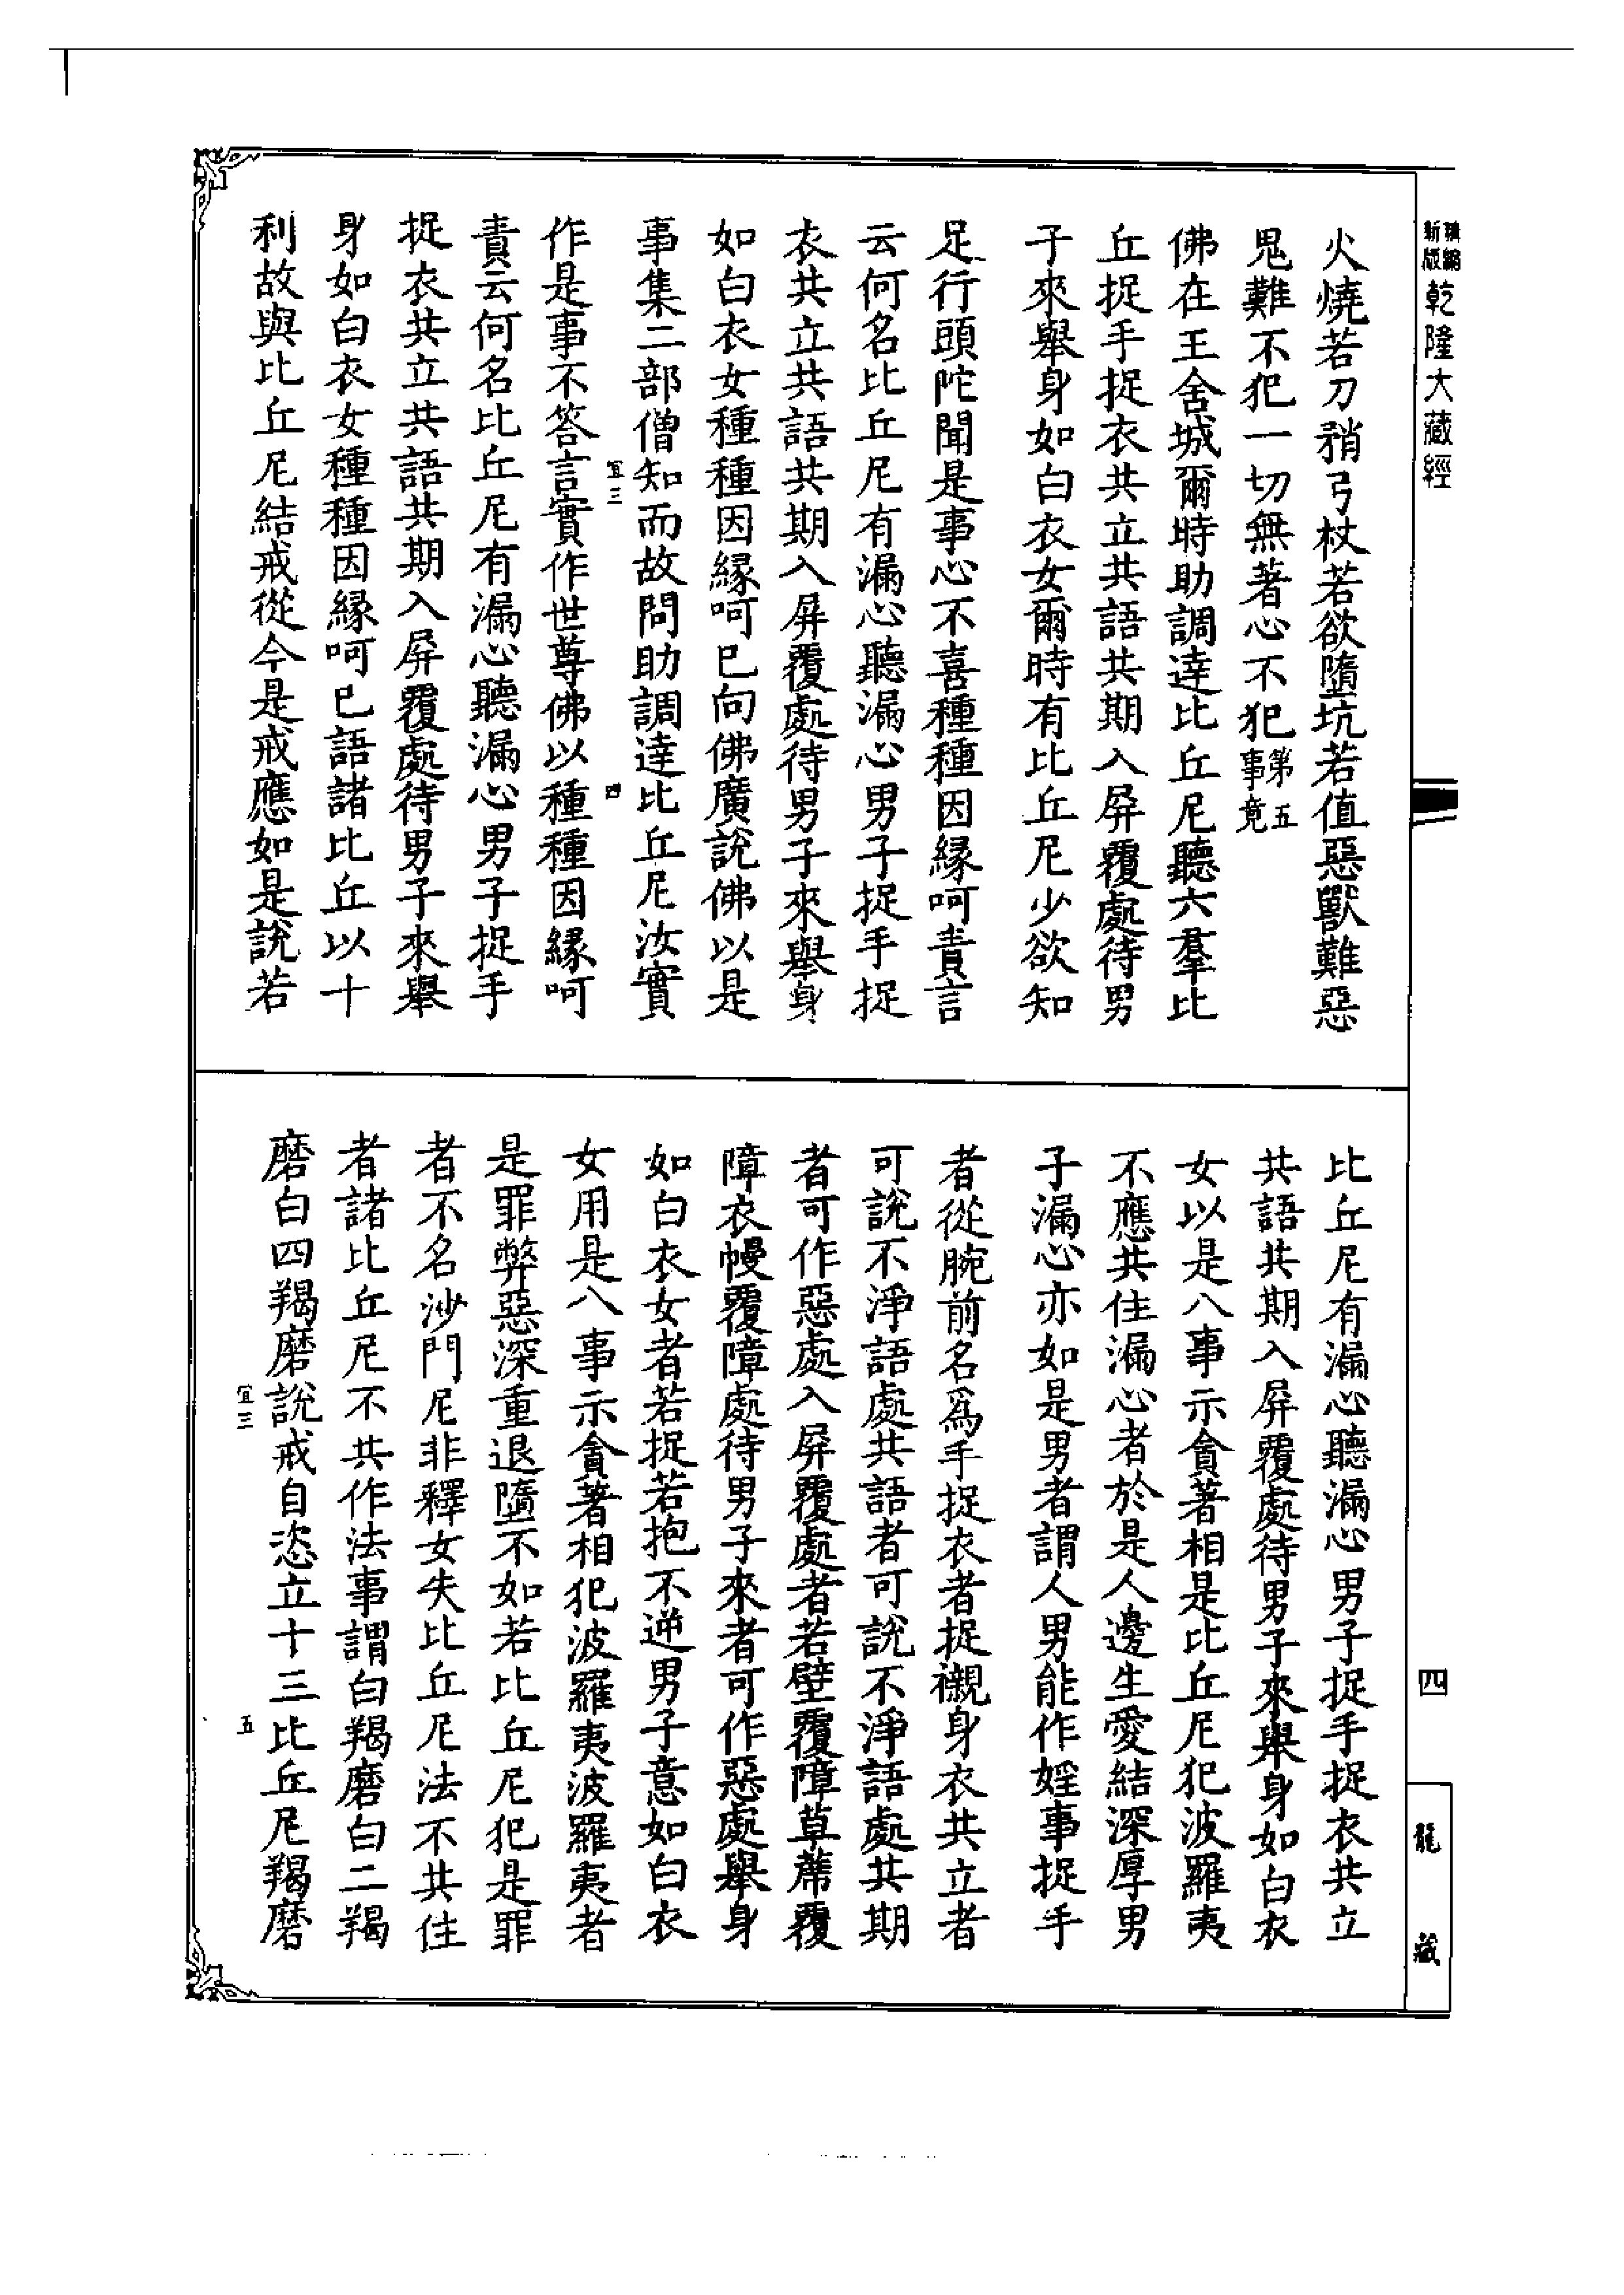 新編
新版
乾隆大藏經
火燒若刀矟弓杖若欲墮坑若值惡獸難惡
鬼難不犯一切無著心不犯第五事竟
佛在王舍城爾時助調達比丘尼聽六羣比
丘捉手捉衣共立共語共期入屏覆處待男
子來舉身如白衣女爾時有比丘尼少欲知
足行頭陀聞是事心不喜種種因緣呵責言
云何名比丘尼有漏心聽漏心男子捉手捉
衣共立共語共期入屏覆處待男子來舉身
如白衣女種種因緣呵已向佛廣說佛以是
事集二部僧知而故問助調達比丘尼汝實
宜三
四
作是事不答言實作世尊佛以種種因緣呵
責云何名比丘尼有漏心聽漏心男子捉手
捉衣共立共語共期入屏覆處待男子來舉
身如白衣女種種因緣呵已語諸比丘以十
利故與比丘尼結戒從今是戒應如是說若
比丘尼有漏心聽漏心男子捉手捉衣共立
共語共期入屏覆處待男子來舉身如白衣
女以是八事示貪著相是比丘尼犯波羅夷
不應共住漏心者於是人邊生愛結深厚男
子漏心亦如是男者謂人男能作婬事捉手
者從腕前名爲手捉衣者捉襯身衣共立者
可說不淨語處共語者可說不淨語處共期
者可作惡處入屏覆處者若壁覆障草蓆覆
障衣幔覆障處待男子來者可作惡處舉身
如白衣女者若捉若抱不逆男子意如白衣
女用是八事示貪著相犯波羅夷波羅夷者
是罪弊惡深重退墮不如若比丘尼犯是罪
者不名沙門尼非釋女失比丘尼法不共住
者諸比丘尼不共作法事謂白羯磨白二羯
磨白四羯磨說戒自恣立十三比丘尼羯磨
宜三
五
四
龍藏